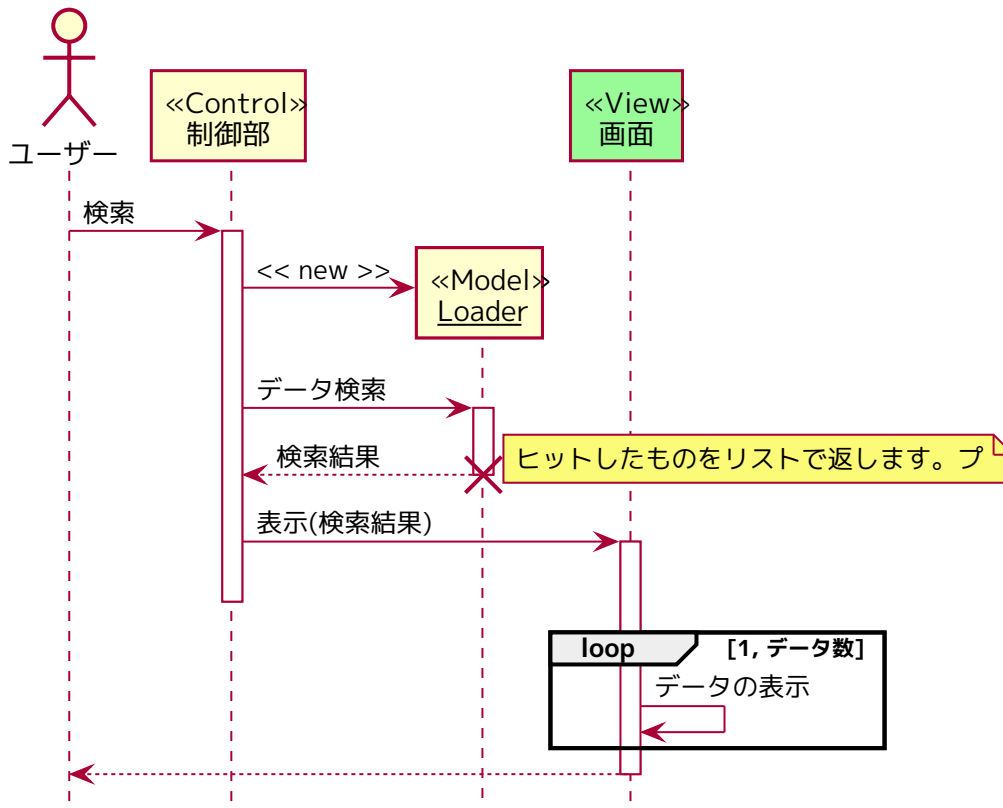 ユーザー
«Control»
制御部
«View»
画面
検索
<< new >>
«Model»
Loader
データ検索
検索結果
ヒットしたものをリストで返します。プ
表示(検索結果)
loop
[1, データ数]
データの表示